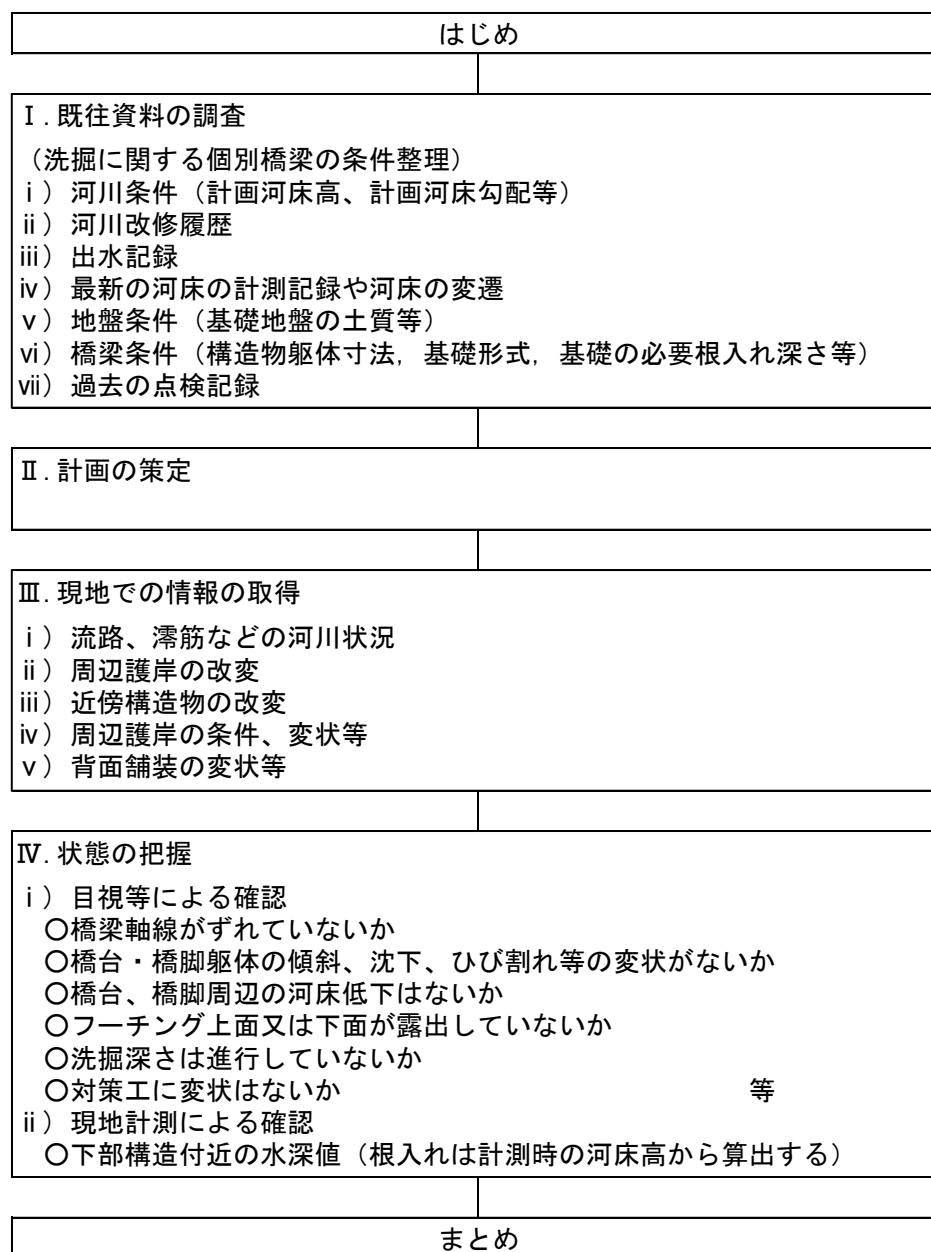 はじめ
Ⅰ.既往資料の調査
(洗掘に関する個別橋梁の条件整理)
ⅰ)河川条件(計画河床高、計画河床勾配等)
ⅱ)河川改修履歴
ⅲ)出水記録
ⅳ)最新の河床の計測記録や河床の変遷
ⅴ)地盤条件(基礎地盤の土質等)
ⅵ)橋梁条件(構造物躯体寸法,基礎形式,基礎の必要根入れ深さ等)
ⅶ)過去の点検記録
Ⅱ.計画の策定
Ⅲ.現地での情報の取得
ⅰ)流路、澪筋などの河川状況
ⅱ)周辺護岸の改変
ⅲ)近傍構造物の改変
ⅳ)周辺護岸の条件、変状等
ⅴ)背面舗装の変状等
Ⅳ.状態の把握
ⅰ)目視等による確認
〇橋梁軸線がずれていないか
〇橋台・橋脚躯体の傾斜、沈下、ひび割れ等の変状がないか
〇橋台、橋脚周辺の河床低下はないか
〇フーチング上面又は下面が露出していないか
〇洗掘深さは進行していないか
〇対策工に変状はないか 等
ⅱ)現地計測による確認
〇下部構造付近の水深値(根入れは計測時の河床高から算出する)
まとめ